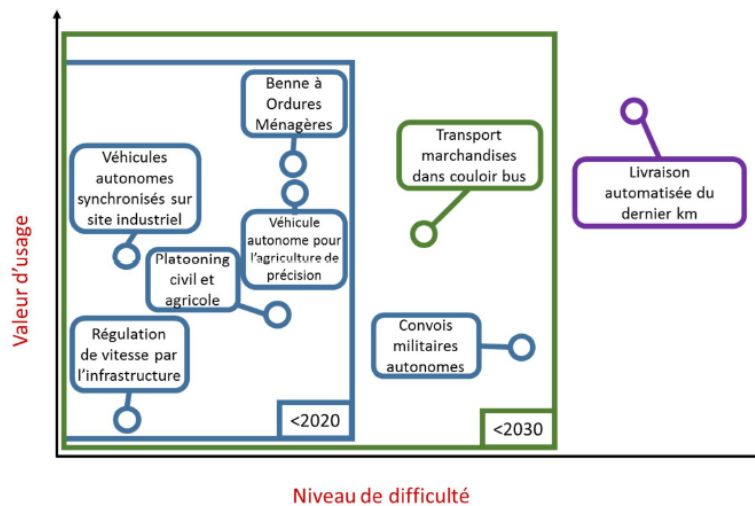 Benne à
Ordures
Ménagères
Véhicules
autonomes
synchronisés sur
site industriel
Transport
marchandises
dans couloir bus
Livraison
automatisée du
dernier km
Véhicule
autonome pour
l'agriculture de
précision
Platooning
civil et
agricole
Régulation
de vitesse par
l'infrastructure
Convois
militaires
autonomes
<2020
<2030
Valeur d'usage
Niveau de difficulté